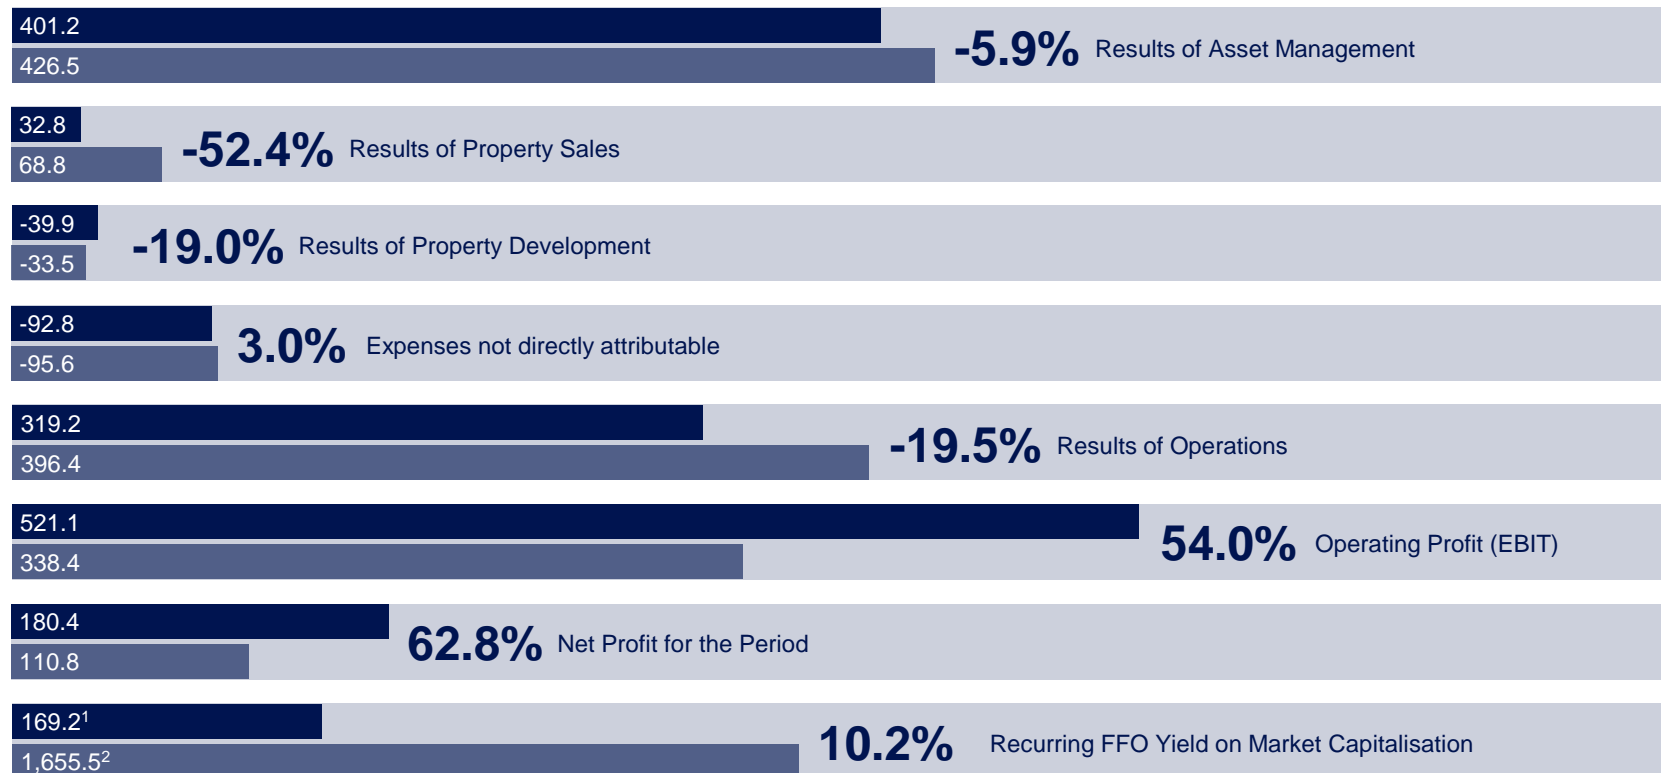 401.2
426.5
-5.9% Results of Asset Management
32.8
68.8
-52.4% Results of Property Sales
-39.9
-33.5
-19.0% Results of Property Development
-92.8
-95.6
3.0% Expenses not directly attributable
319.2
396.4
-19.5% Results of Operations
521.1
338.4
54.0% Operating Profit (EBIT)
180.4
110.8
62.8% Net Profit for the Period
169.2¹
1,655.5²
10.2% Recurring FFO Yield on Market Capitalisation